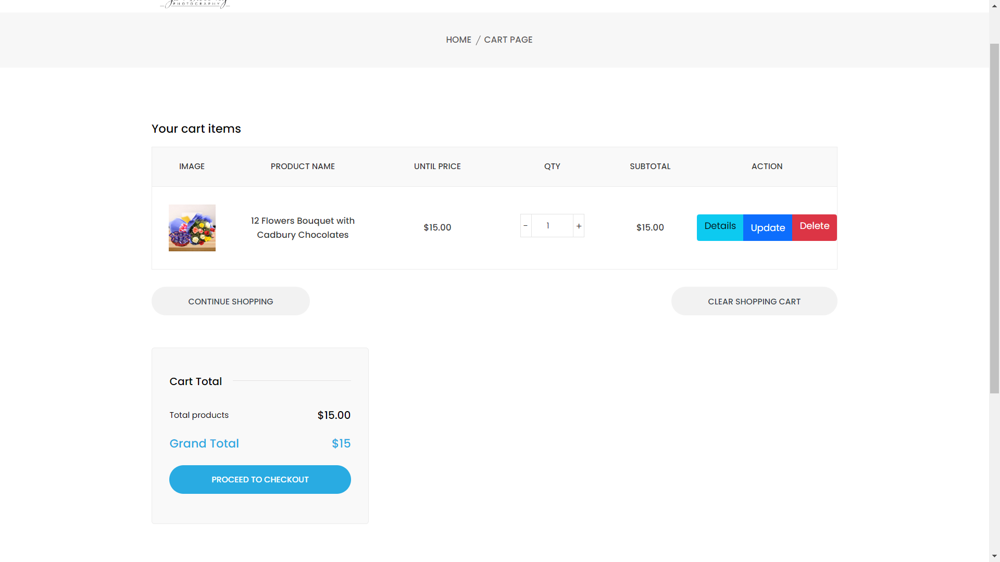 PHOTOGRAPHY
HOME / CART PAGE
Your cart items
IMAGE PRODUCT NAME UNTIL PRICE QTY SUBTOTAL ACTION
12 Flowers Bouquet with
Cadbury Chocolates
$15.00
- 1 +
$15.00
Details Update Delete
CONTINUE SHOPPING
CLEAR SHOPPING CART
Cart Total
Total products $15.00
Grand Total $15
PROCEED TO CHECKOUT